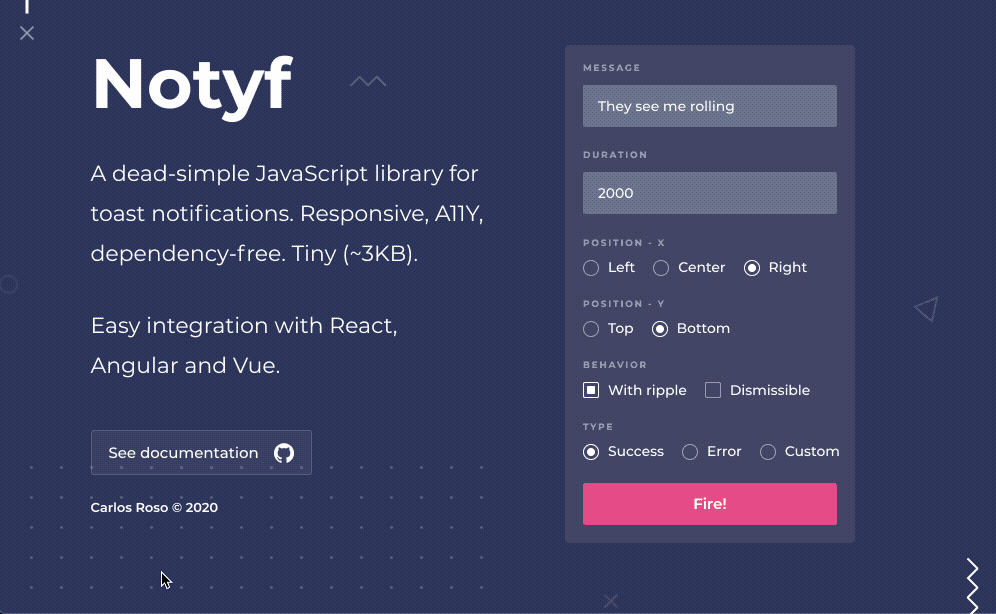 Notyf
A dead-simple JavaScript library for
toast notifications. Responsive, A11Y,
dependency-free. Tiny (~3KB).
Easy integration with React,
Angular and Vue.
See documentation
Carlos Roso © 2020
MESSAGE
They see me rolling
DURATION
2000
POSITION - X
Left Center Right
POSITION - Y
Top Bottom
BEHAVIOR
With ripple Dismissible
TYPE
Success Error Custom
Fire!